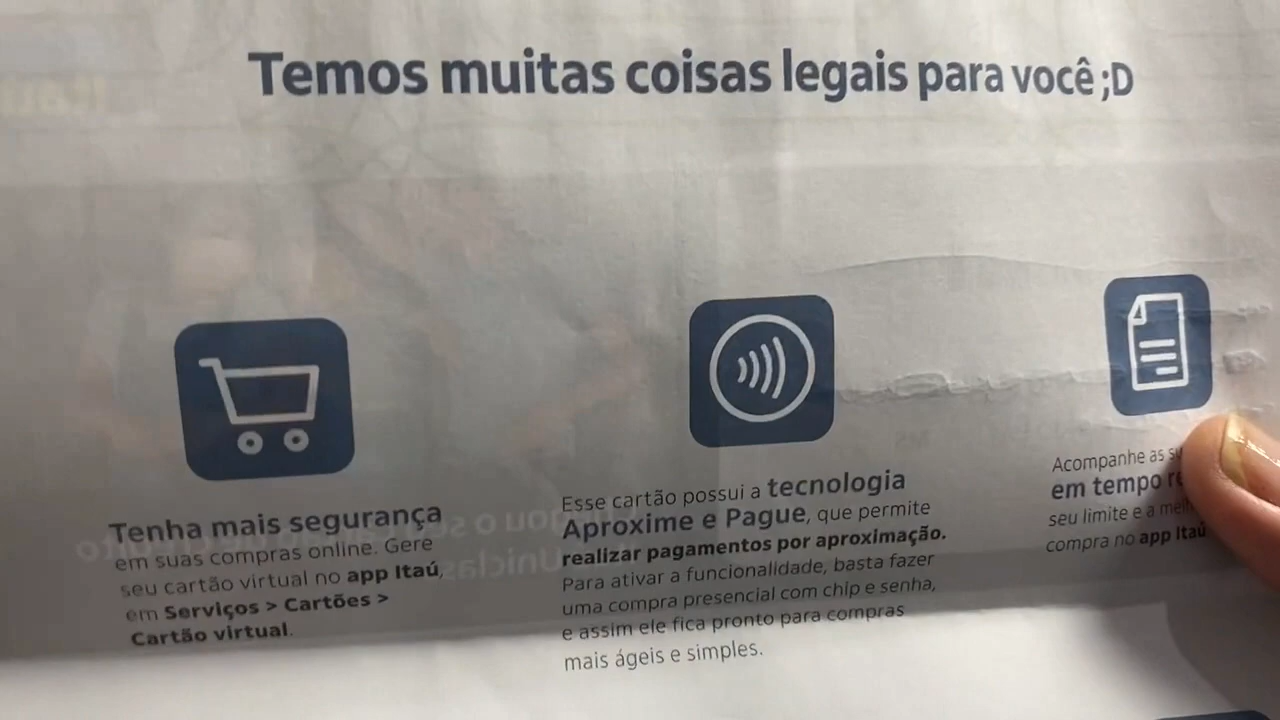 Temos muitas coisas legais para você ;D
Tenha mais segurança
em suas compras online. Gere
seu cartão virtual no app Itaú,
em Serviços > Cartões >
Cartão virtual.
Esse cartão possui a tecnologia
Aproxime e Pague, que permite
realizar pagamentos por aproximação.
Para ativar a funcionalidade, basta fazer
uma compra presencial com chip e senha,
e assim ele fica pronto para compras
mais ágeis e simples.
Acompanhe as
em tempo
seu limite e a
compra no app Itaú